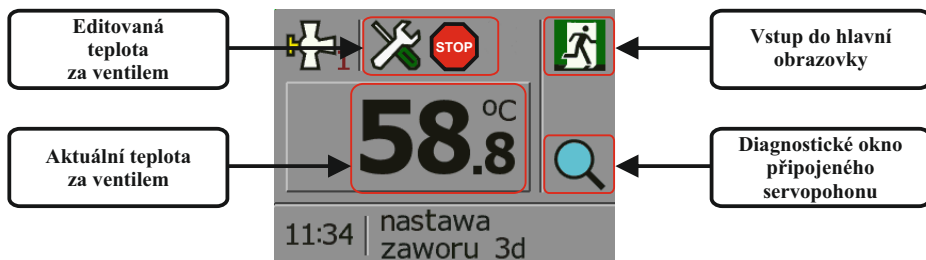 Editovaná
teplota
za ventilem
1
STOP
Vstup do hlavní
obrazovky
58.8 °C
Aktuální teplota
za ventilem
Diagnostické okno
připojeného
servopohonu
11:34
nastawa
zaworu 3d